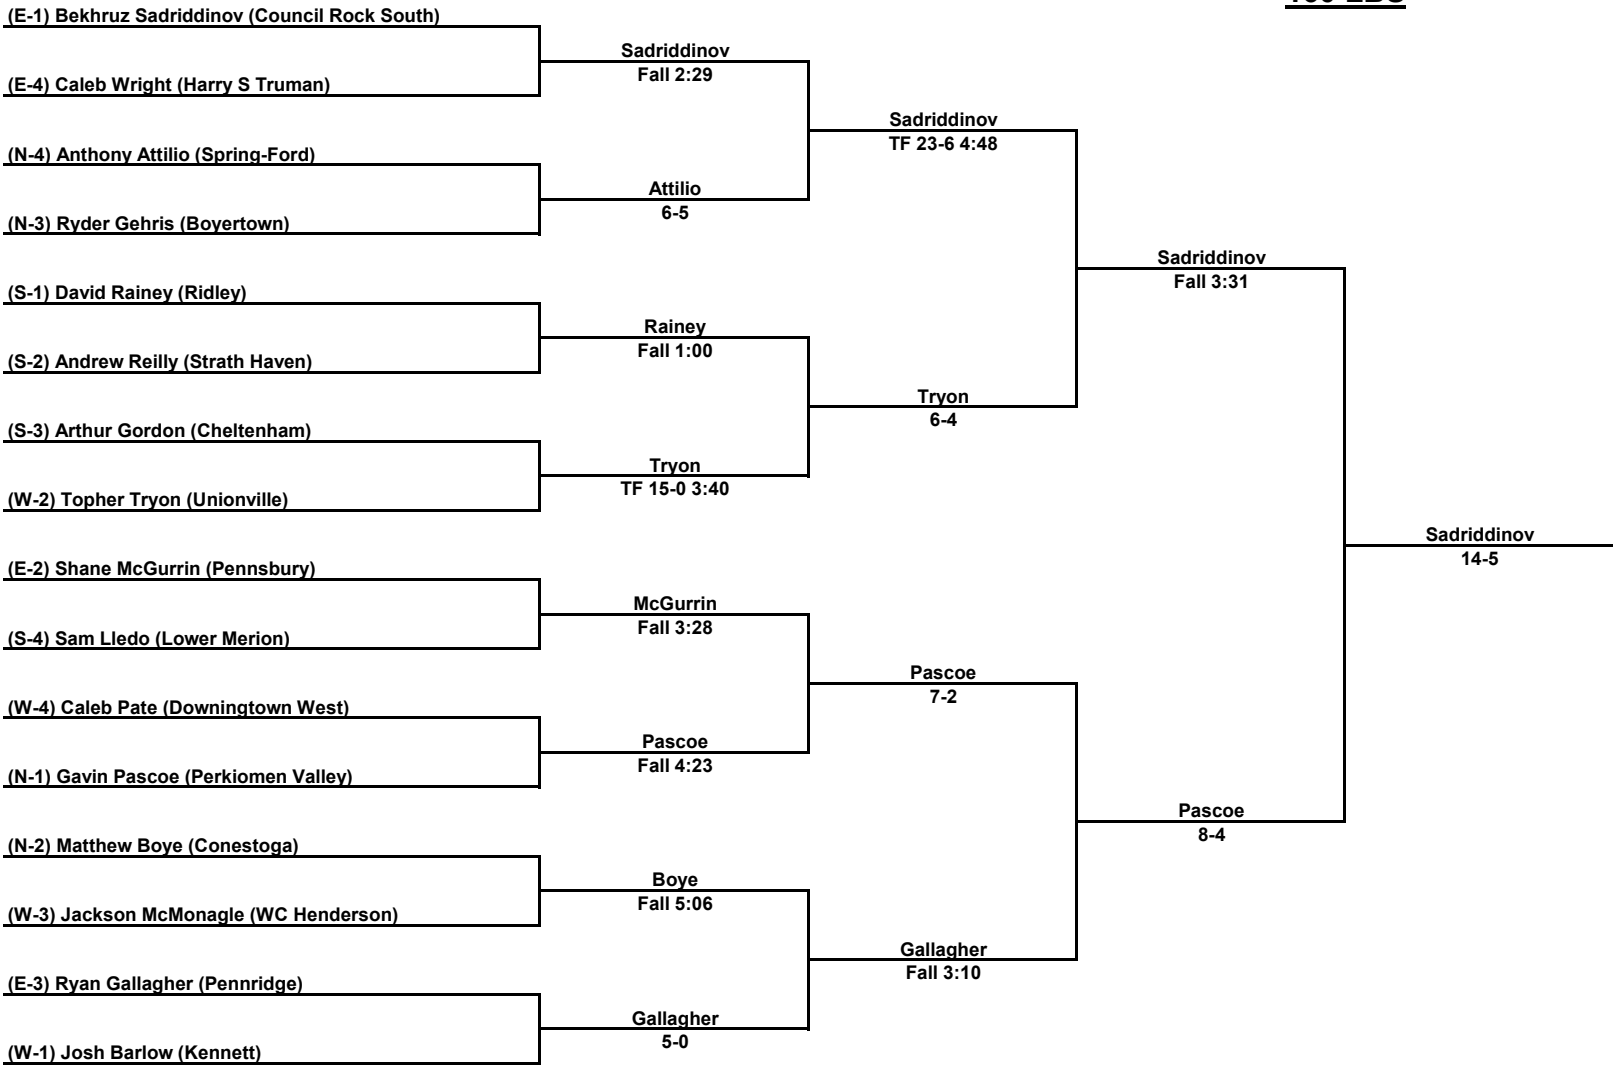 (E-1) Bekhruz Sadriddinov (Council Rock South)
Sadriddinov
Fall 2:29
(E-4) Caleb Wright (Harry S Truman)
Sadriddinov
TF 23-6 4:48
(N-4) Anthony Attilio (Spring-Ford)
Attilio
6-5
(N-3) Ryder Gehris (Boyertown)
Sadriddinov
Fall 3:31
(S-1) David Rainey (Ridley)
Rainey
Fall 1:00
(S-2) Andrew Reilly (Strath Haven)
Tryon
6-4
(S-3) Arthur Gordon (Cheltenham)
Tryon
TF 15-0 3:40
(W-2) Topher Tryon (Unionville)
Sadriddinov
14-5
(E-2) Shane McGurrin (Pennsbury)
McGurrin
Fall 3:28
(S-4) Sam Lledo (Lower Merion)
Pascoe
7-2
(W-4) Caleb Pate (Downingtown West)
Pascoe
Fall 4:23
(N-1) Gavin Pascoe (Perkiomen Valley)
Pascoe
8-4
(N-2) Matthew Boye (Conestoga)
Boye
Fall 5:06
(W-3) Jackson McMonagle (WC Henderson)
Gallagher
Fall 3:10
(E-3) Ryan Gallagher (Pennridge)
Gallagher
5-0
(W-1) Josh Barlow (Kennett)